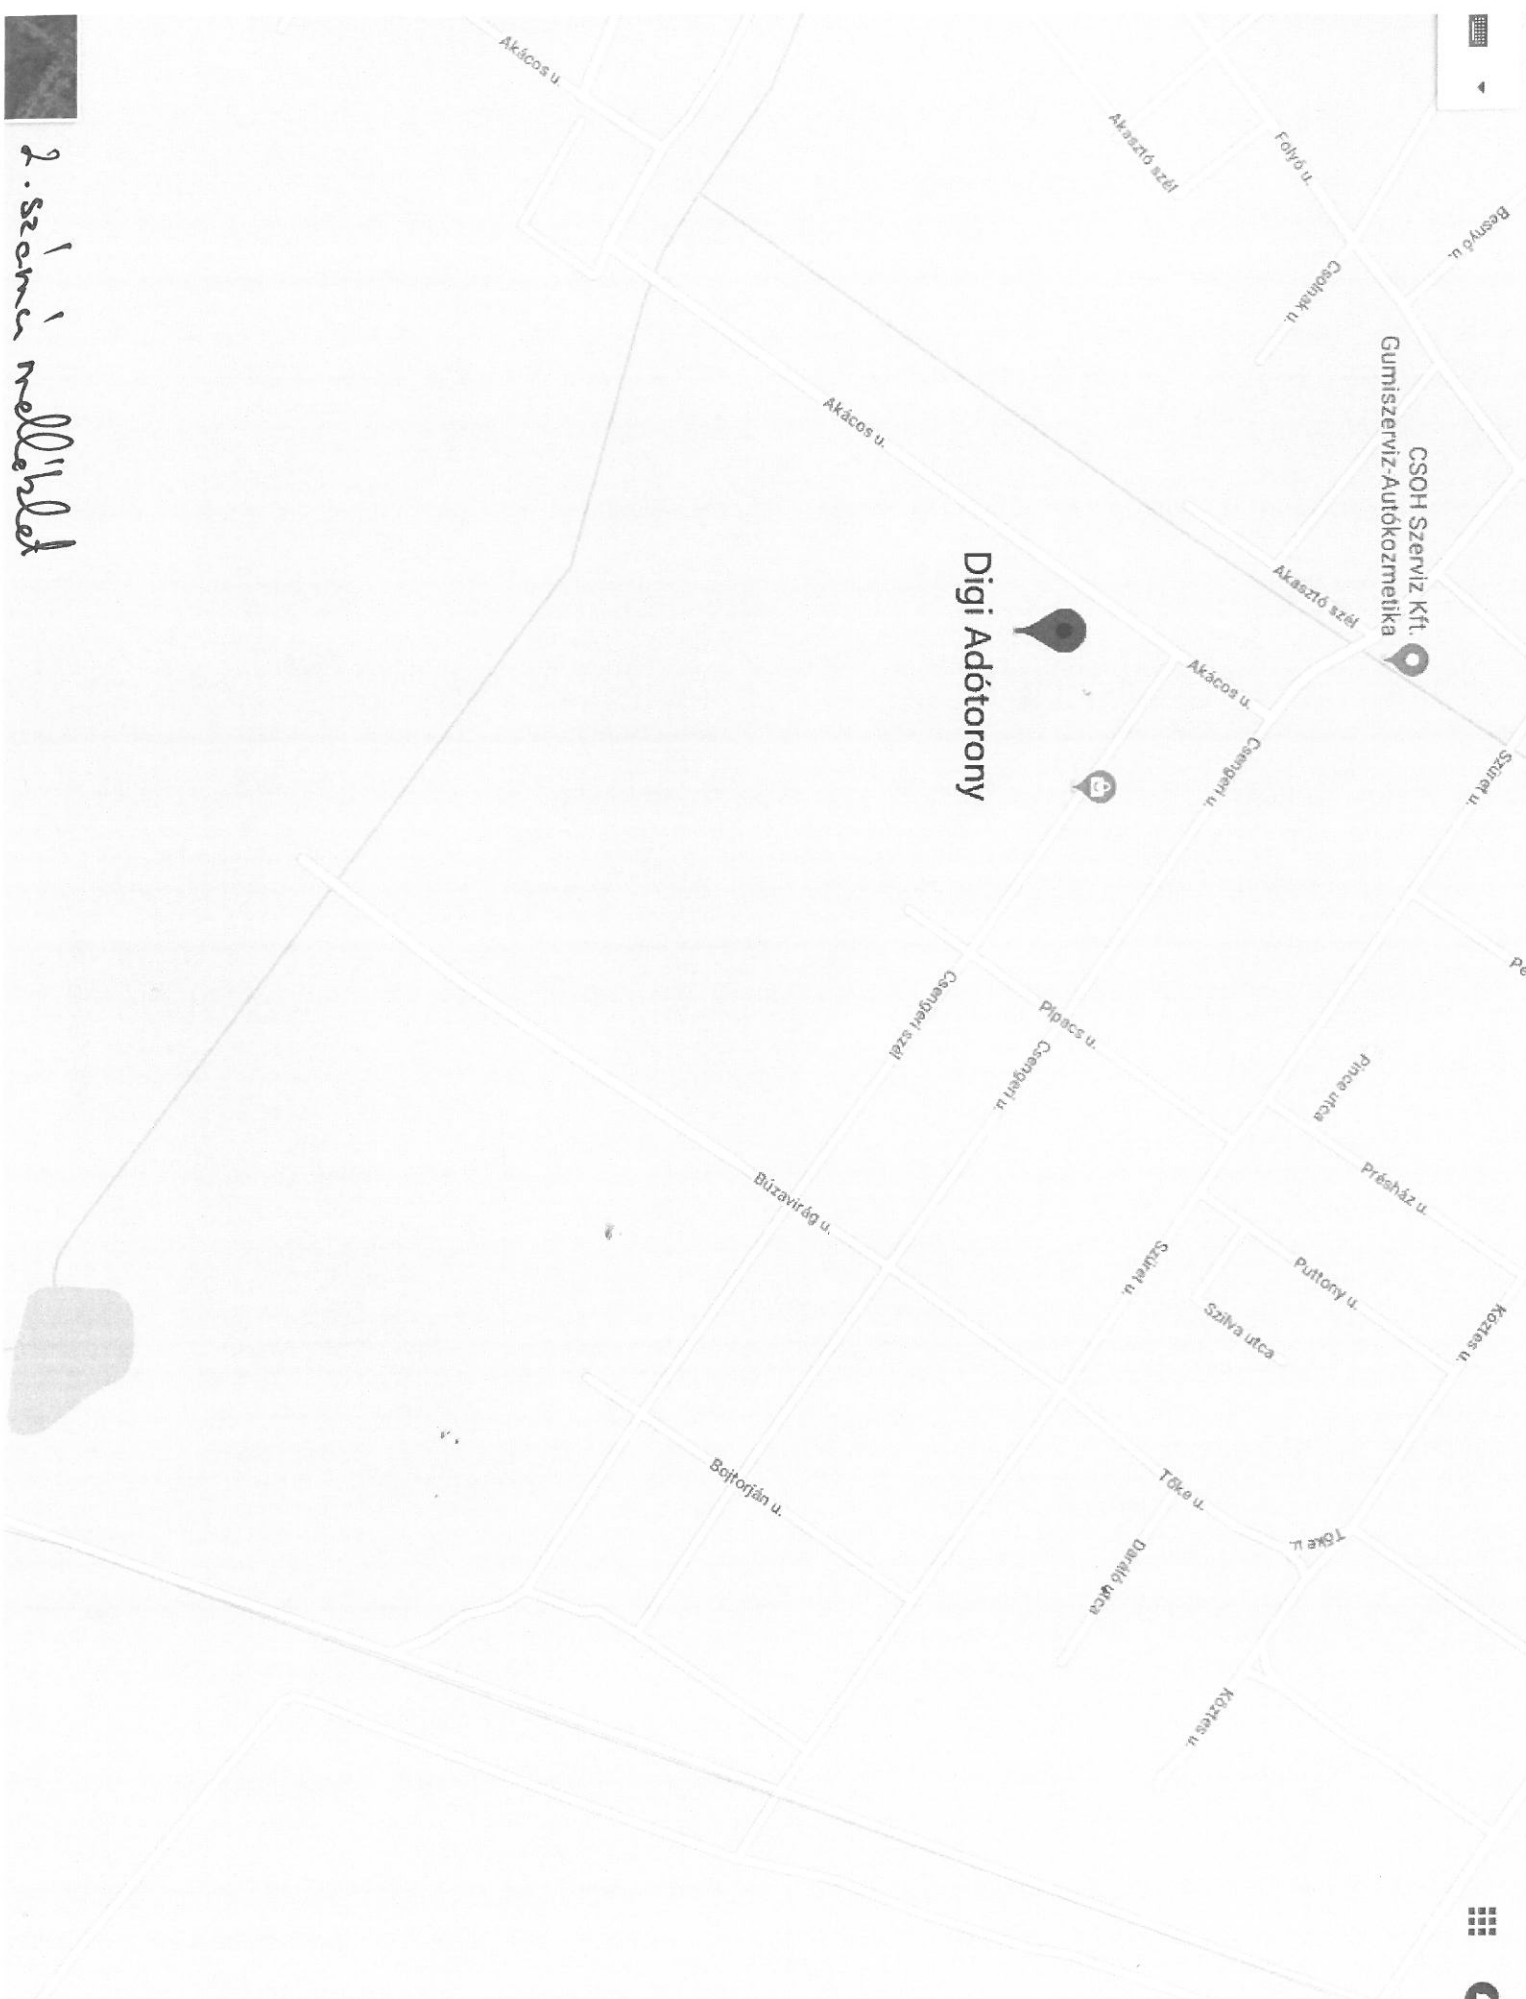 Besnyő u.
Folyó u.
Akasztó szél
Csolnak u.
Akácos u.
CSOH Szerviz Kft.
Gumiszerviz-Autókozmetika
Akasztó szél
Akácos u.
Akácos u.
Digi Adótorony
Csengeri u.
Szüret u.
Pe
Pipacs u.
Csengeri szél
Csengeri u.
Pince utca
Présház u.
Búzavirág u.
Szüret u.
Puttony u.
Szilva utca
Köztes u.
Bojtorján u.
Tőke u.
Tőke u.
Daráló utca
Köztes u.
2. számú melléklet